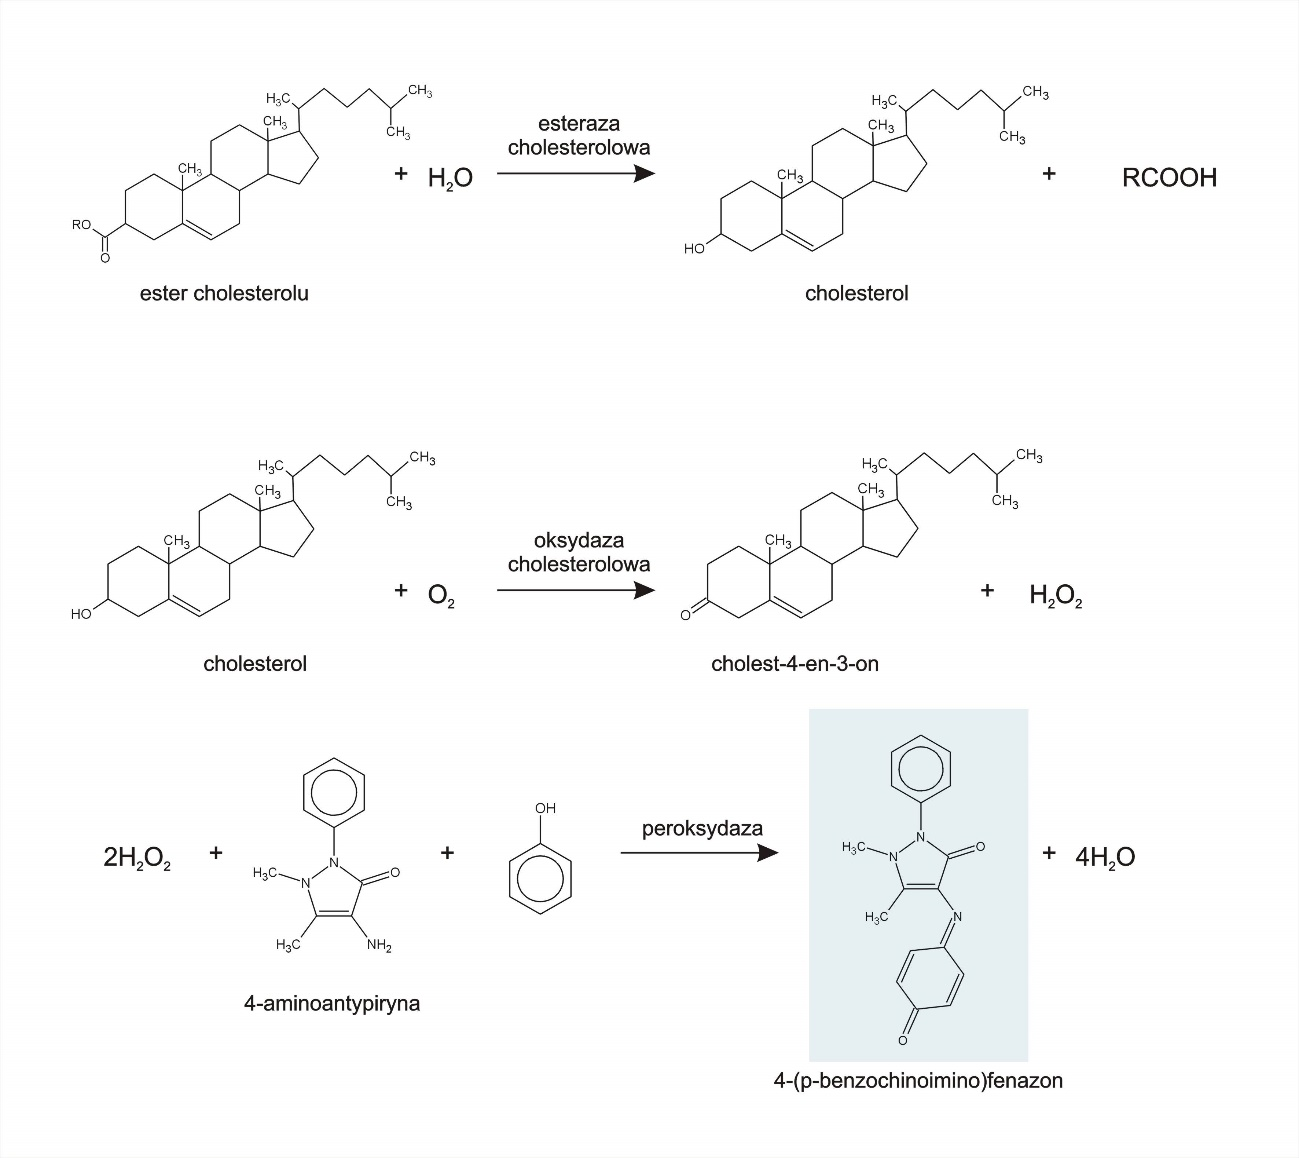 H₃C
CH₃
CH₃
CH₃
CH₃
RO
O
+ H₂O
esteraza
cholesterolowa
H₃C
CH₃
CH₃
CH₃
CH₃
HO
+ RCOOH
ester cholesterolu
cholesterol
H₃C
CH₃
CH₃
CH₃
CH₃
HO
+ O₂
oksydaza
cholesterolowa
H₃C
CH₃
CH₃
CH₃
CH₃
O
+ H₂O₂
cholesterol
cholest-4-en-3-on
2H₂O₂ +
N
H₃C
N
O
H₃C
NH₂
4-aminoantypiryna
+
OH
peroksydaza
N
H₃C
N
O
H₃C
N
O
+ 4H₂O
4-(p-benzochinoimino)fenazon